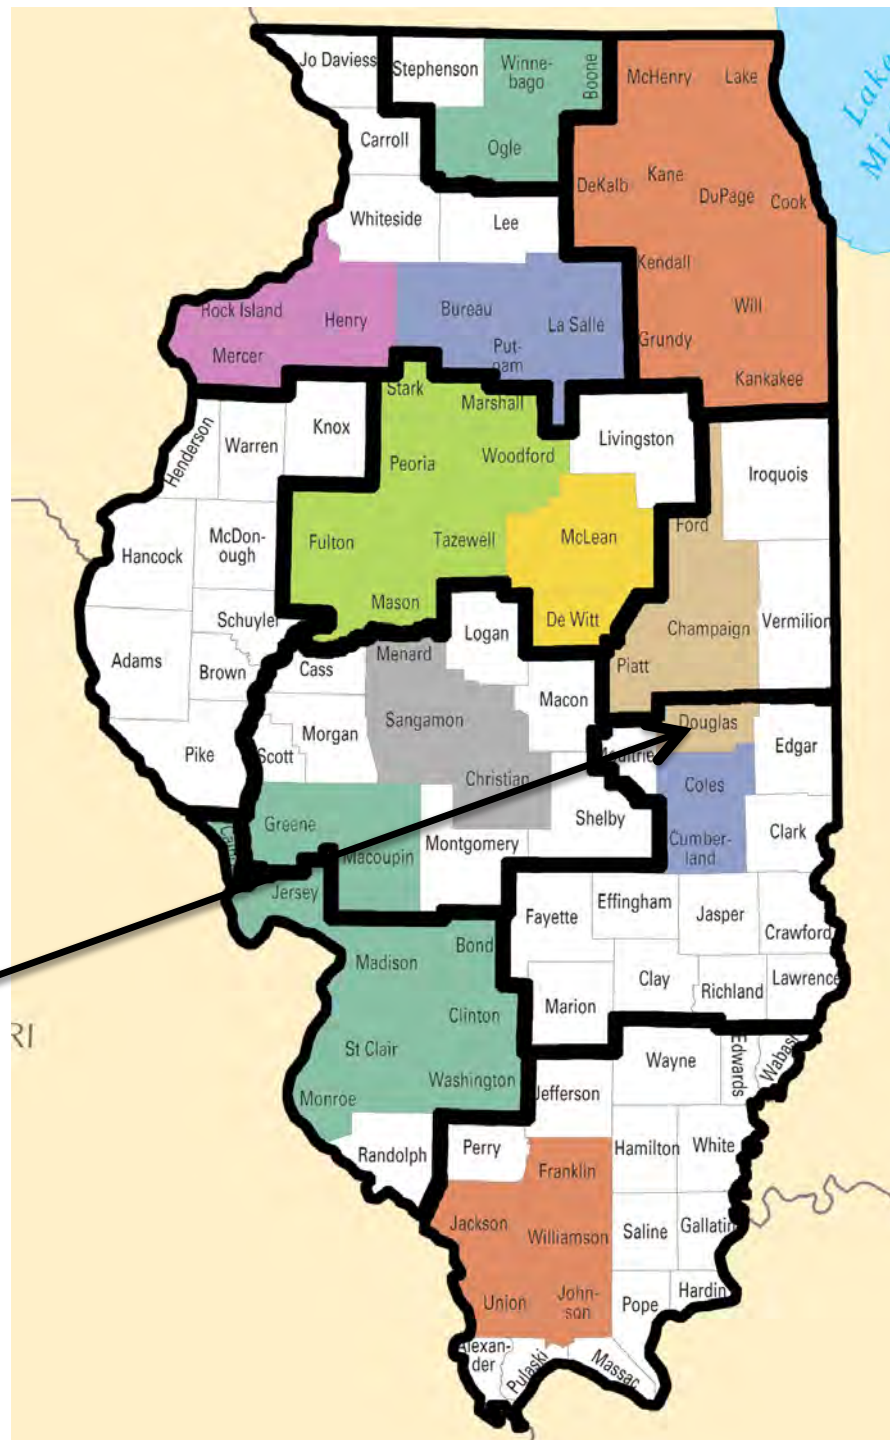 Jo Daviess
Stephenson
Winne-
bago
Boone
McHenry
Lake
Lake
Carroll
Ogle
DeKalb
Kane
DuPage
Cook
Whiteside
Lee
Kendall
Rock Island
Henry
Bureau
La Salle
Will
Mercer
Put-
nam
Grundy
Kankakee
Stark
Marshall
Henderson
Warren
Knox
Peoria
Woodford
Livingston
Iroquois
Ford
Hancock
McDon-
ough
Fulton
Tazewell
McLean
Mason
Schuyler
Logan
De Witt
Champaign
Vermilion
Adams
Brown
Cass
Menard
Piatt
Macon
Sangamon
Douglas
Pike
Scott
Morgan
Moultrie
Edgar
Christian
Coles
Greene
Shelby
Clark
Macoupin
Montgomery
Cumber-
land
Jersey
Fayette
Effingham
Jasper
Crawford
Bond
Madison
Clay
Richland
Lawrence
Marion
Clinton
RI
St Clair
Wayne
Edwards
Washington
Jefferson
Monroe
Randolph
Perry
Hamilton
White
Franklin
Jackson
Williamson
Saline
Gallatin
Union
John-
son
Pope
Hardin
Alexan-
der
Pulaski
Massac